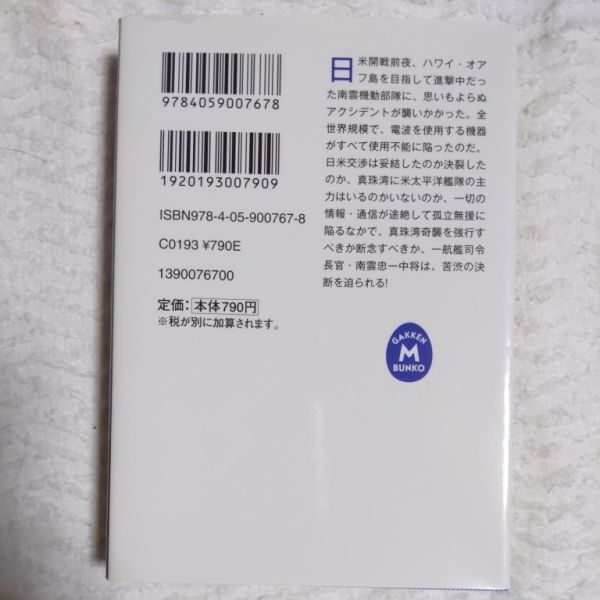 9784059007678
1920193007909
ISBN978-4-05-900767-8
C0193 ¥790E
1390076700
定価：本体790円
※税が別に加算されます。
日米開戦前夜、ハワイ・オア
フ島を目指して進撃中だっ
た南雲機動部隊に、思いもよらぬ
アクシデントが襲いかかった。全
世界規模で、電波を使用する機器
がすべて使用不能に陥ったのだ。
日米交渉は妥結したのか決裂した
のか、真珠湾に米太平洋艦隊の主
力はいるのかいないのか、一切の
情報・通信が途絶して孤立無援に
陥るなかで、真珠湾奇襲を強行す
べきか断念すべきか、一航艦司令
長官・南雲忠一中将は、苦渋の決
断を迫られる!
GAKKEN
M
BUNKO